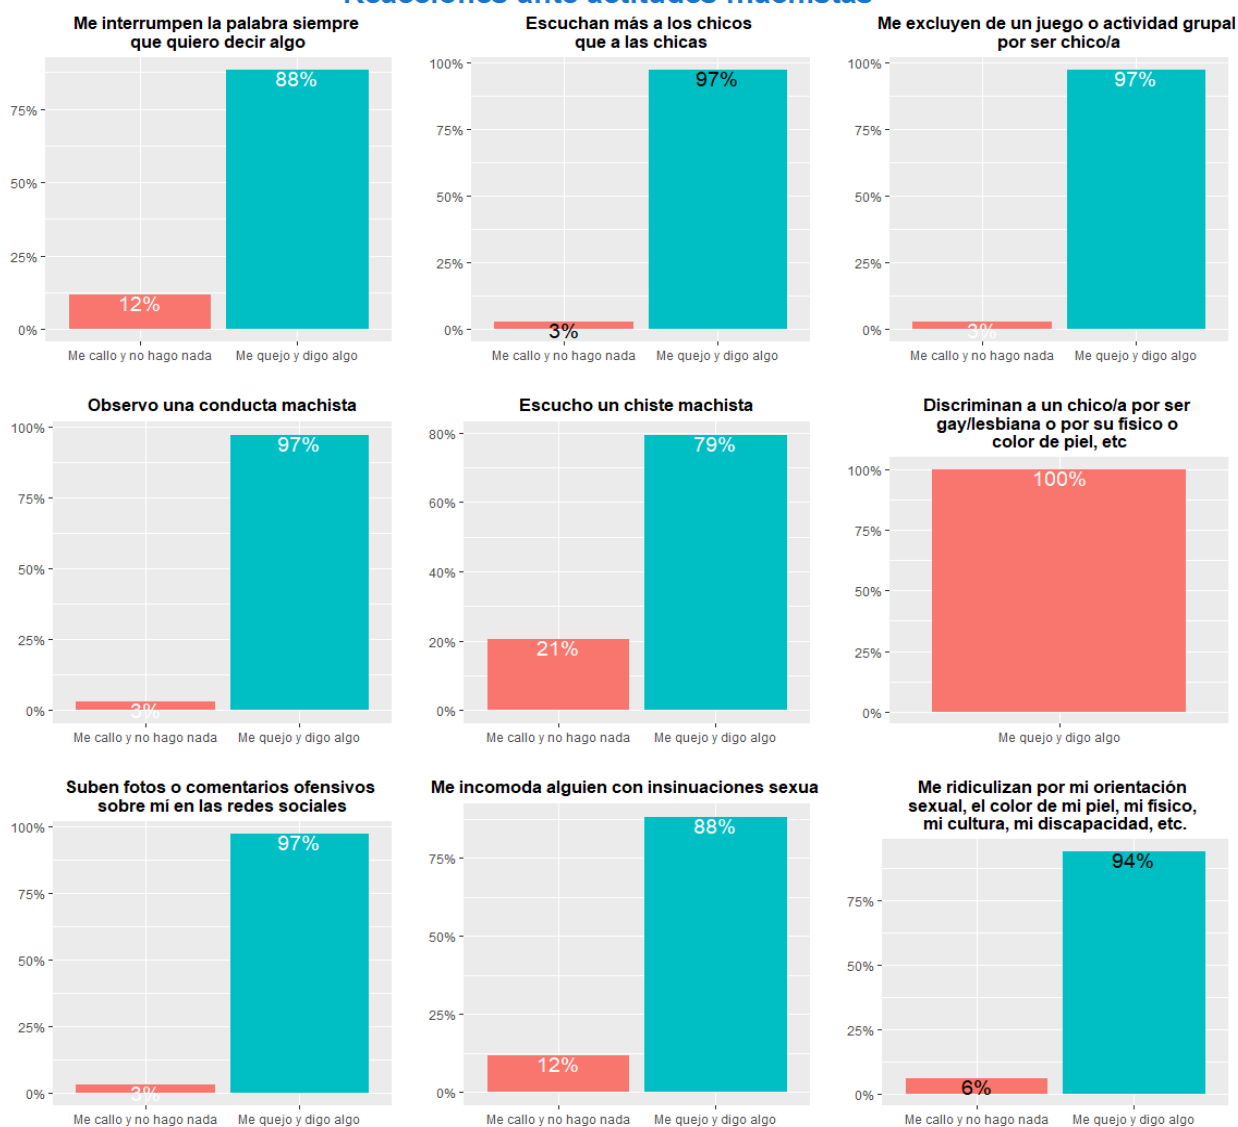 Reacciones ante actitudes machistas
Me interrumpen la palabra siempre
que quiero decir algo
75%
50%
25%
0%
88%
12%
Me callo y no hago nada
Me quejo y digo algo
Escuchan más a los chicos
que a las chicas
100%
75%
50%
25%
0%
97%
3%
Me callo y no hago nada
Me quejo y digo algo
Me excluyen de un juego o actividad grupal
por ser chico/a
100%
75%
50%
25%
0%
97%
3%
Me callo y no hago nada
Me quejo y digo algo
Observo una conducta machista
100%
75%
50%
25%
0%
97%
3%
Me callo y no hago nada
Me quejo y digo algo
Escucho un chiste machista
80%
60%
40%
20%
0%
79%
21%
Me callo y no hago nada
Me quejo y digo algo
Discriminan a un chico/a por ser
gay/lesbiana o por su físico o
color de piel, etc
100%
75%
50%
25%
0%
100%
Me quejo y digo algo
Suben fotos o comentarios ofensivos
sobre mí en las redes sociales
100%
75%
50%
25%
0%
97%
3%
Me callo y no hago nada
Me quejo y digo algo
Me incomoda alguien con insinuaciones sexua
75%
50%
25%
0%
88%
12%
Me callo y no hago nada
Me quejo y digo algo
Me ridiculizan por mi orientación
sexual, el color de mi piel, mi físico,
mi cultura, mi discapacidad, etc.
75%
50%
25%
0%
94%
6%
Me callo y no hago nada
Me quejo y digo algo